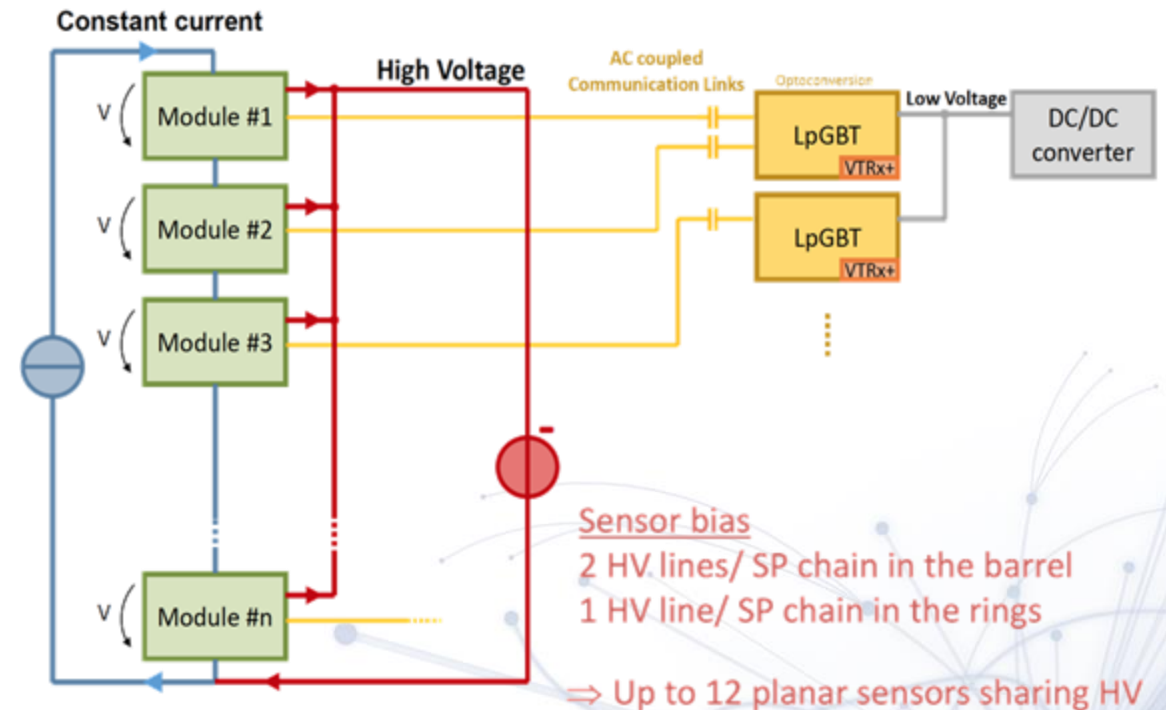 Constant current
V
Module #1
High Voltage
AC coupled
Communication Links
Optoconversion
LpGBT
VTRx+
Low Voltage
DC/DC
converter
V
Module #2
LpGBT
VTRx+
V
Module #3
-
Sensor bias
2 HV lines/ SP chain in the barrel
1 HV line/ SP chain in the rings
V
Module #n
⇒ Up to 12 planar sensors sharing HV